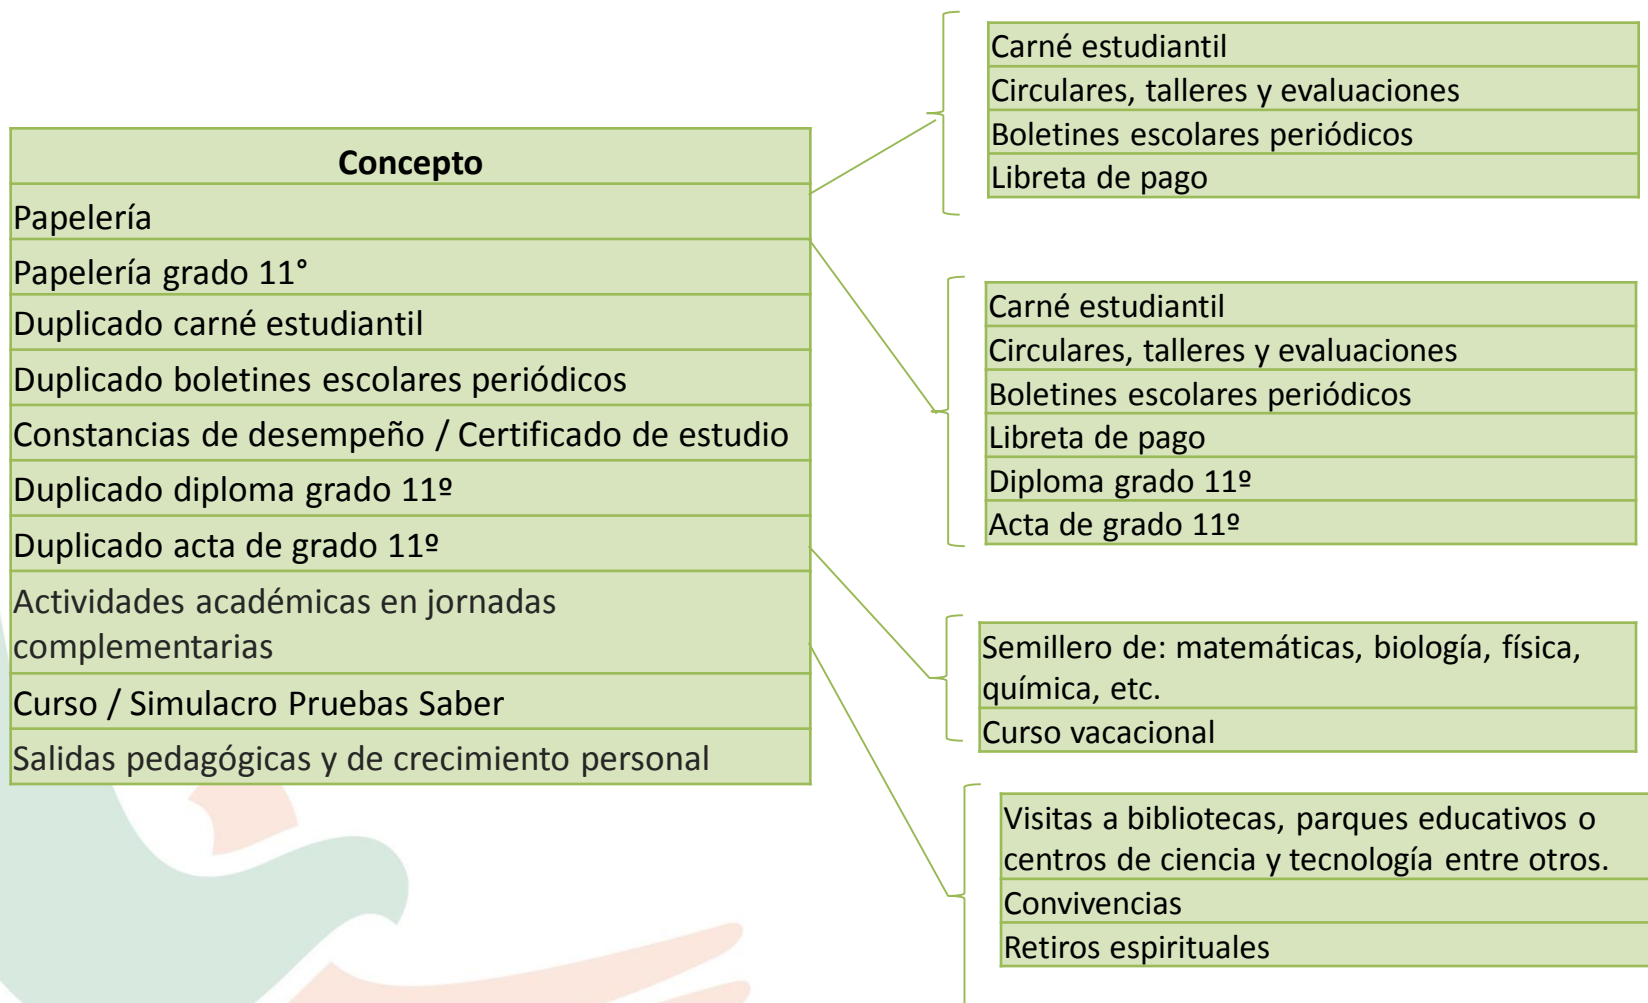 Concepto
Papelería
Papelería grado 11°
Duplicado carné estudiantil
Duplicado boletines escolares periódicos
Constancias de desempeño / Certificado de estudio
Duplicado diploma grado 11º
Duplicado acta de grado 11º
Actividades académicas en jornadas
complementarias
Curso / Simulacro Pruebas Saber
Salidas pedagógicas y de crecimiento personal
Carné estudiantil
Circulares, talleres y evaluaciones
Boletines escolares periódicos
Libreta de pago
Carné estudiantil
Circulares, talleres y evaluaciones
Boletines escolares periódicos
Libreta de pago
Diploma grado 11º
Acta de grado 11º
Semillero de: matemáticas, biología, física,
química, etc.
Curso vacacional
Visitas a bibliotecas, parques educativos o
centros de ciencia y tecnología entre otros.
Convivencias
Retiros espirituales